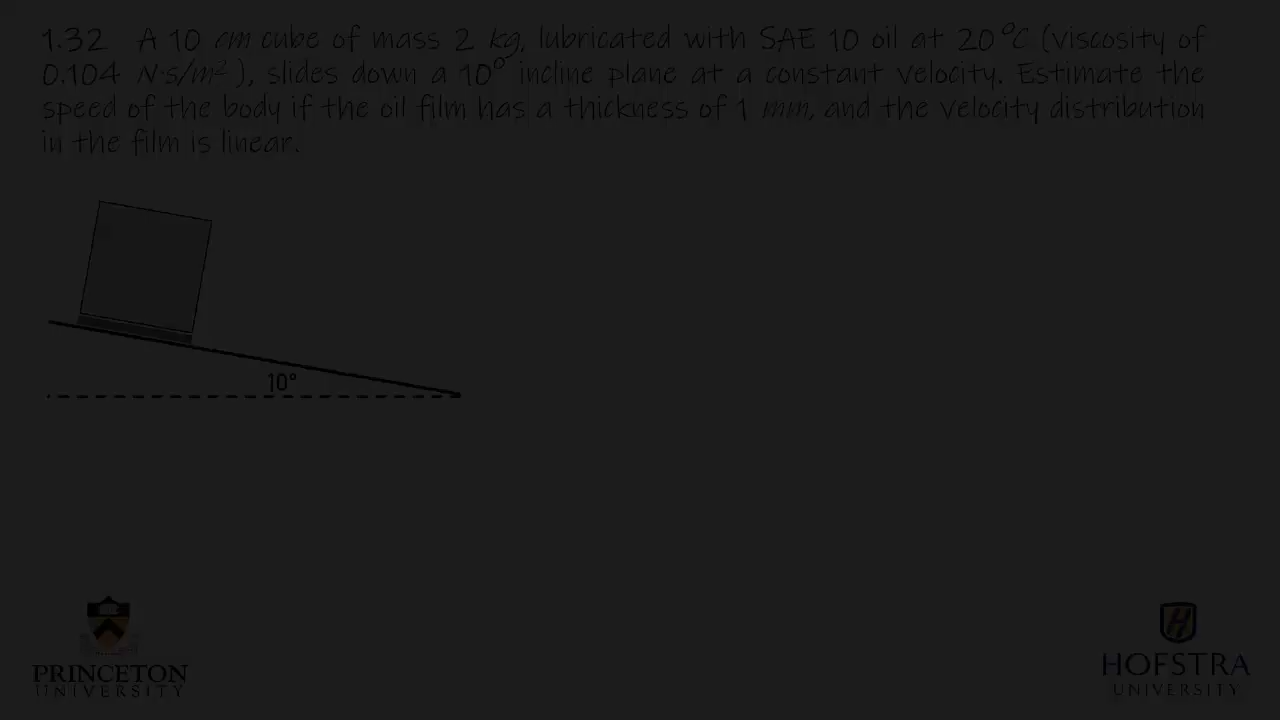 1.32 A 10 cm cube of mass 2 kg, lubricated with SAE 10 oil at 20 ºC (viscosity of
0.104 N·s/m²), slides down a 10º incline plane at a constant velocity. Estimate the
speed of the body if the oil film has a thickness of 1 mm, and the velocity distribution
in the film is linear.
10°
PRINCETON
UNIVERSITY
HOFSTRA
UNIVERSITY